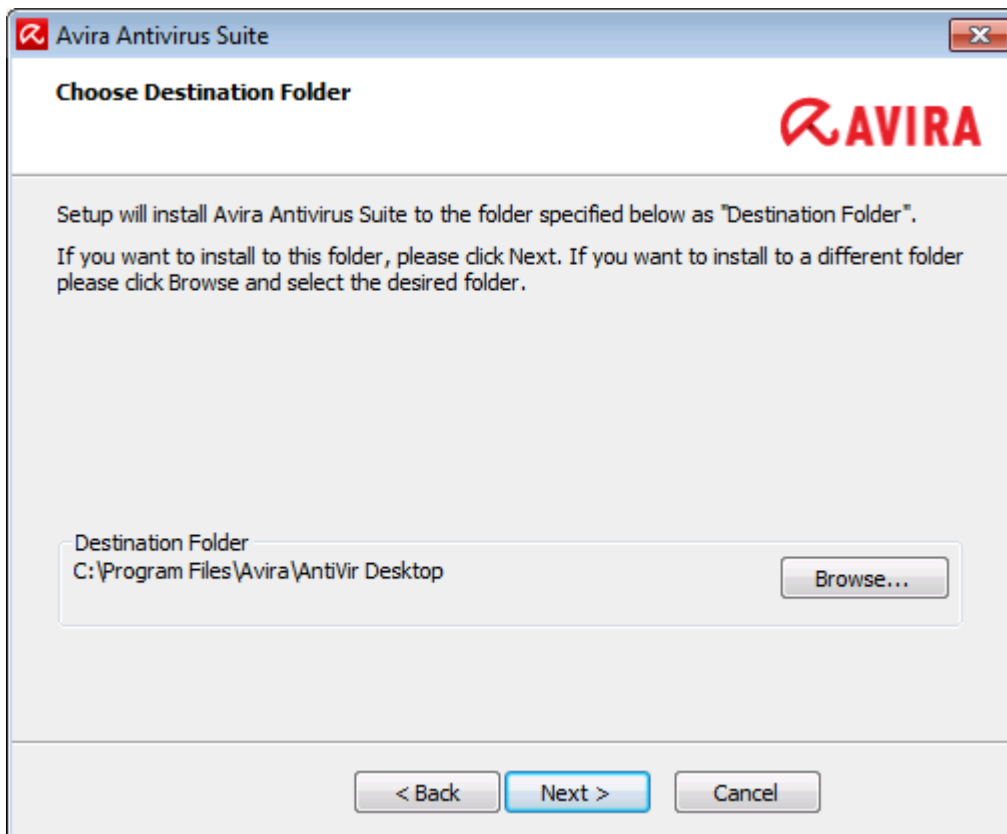 Avira Antivirus Suite
Choose Destination Folder
AVIRA
Setup will install Avira Antivirus Suite to the folder specified below as "Destination Folder".
If you want to install to this folder, please click Next. If you want to install to a different folder
please click Browse and select the desired folder.
Destination Folder
C:\Program Files\Avira\AntiVir Desktop
Browse...
< Back
Next >
Cancel